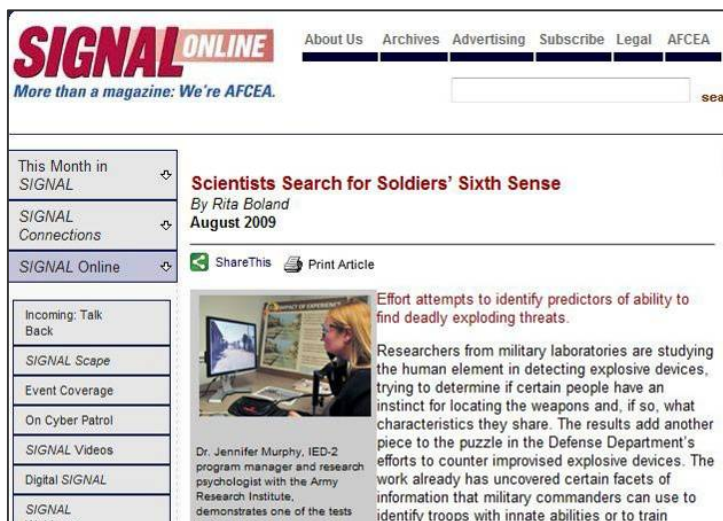 SIGNAL ONLINE
More than a magazine: We're AFCEA.
About Us Archives Advertising Subscribe Legal AFCEA
sea
This Month in
SIGNAL
SIGNAL
Connections
SIGNAL Online
Incoming: Talk
Back
SIGNAL Scape
Event Coverage
On Cyber Patrol
SIGNAL Videos
Digital SIGNAL
SIGNAL
Scientists Search for Soldiers' Sixth Sense
By Rita Boland
August 2009
ShareThis Print Article
IMPACT OF EXPERIENCE
Dr. Jennifer Murphy, IED-2
program manager and research
psychologist with the Army
Research Institute,
demonstrates one of the tests
Effort attempts to identify predictors of ability to
find deadly exploding threats.
Researchers from military laboratories are studying
the human element in detecting explosive devices,
trying to determine if certain people have an
instinct for locating the weapons and, if so, what
characteristics they share. The results add another
piece to the puzzle in the Defense Department's
efforts to counter improvised explosive devices. The
work already has uncovered certain facets of
information that military commanders can use to
identify troops with innate abilities or to train